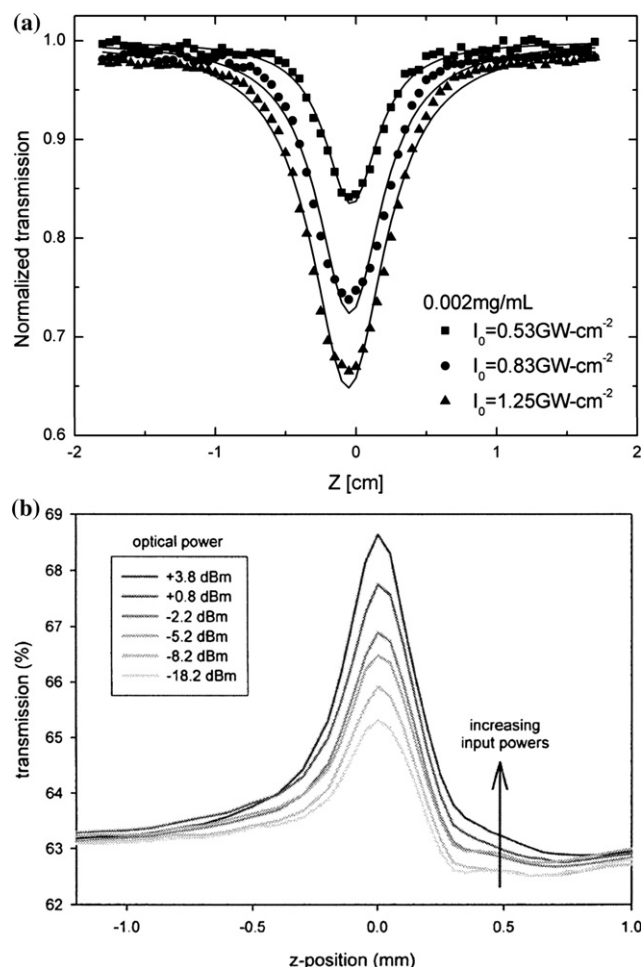 (a)
1.0
0.9
0.8
0.7
0.6
Normalized transmission
0.002mg/mL
I0=0.53GW-cm-2
I0=0.83GW-cm-2
I0=1.25GW-cm-2
-2
-1
0
1
2
Z [cm]
(b)
69
68
67
66
65
64
63
62
transmission (%)
optical power
+3.8 dBm
+0.8 dBm
-2.2 dBm
-5.2 dBm
-8.2 dBm
-18.2 dBm
increasing
input powers
-1.0
-0.5
0.0
0.5
1.0
z-position (mm)